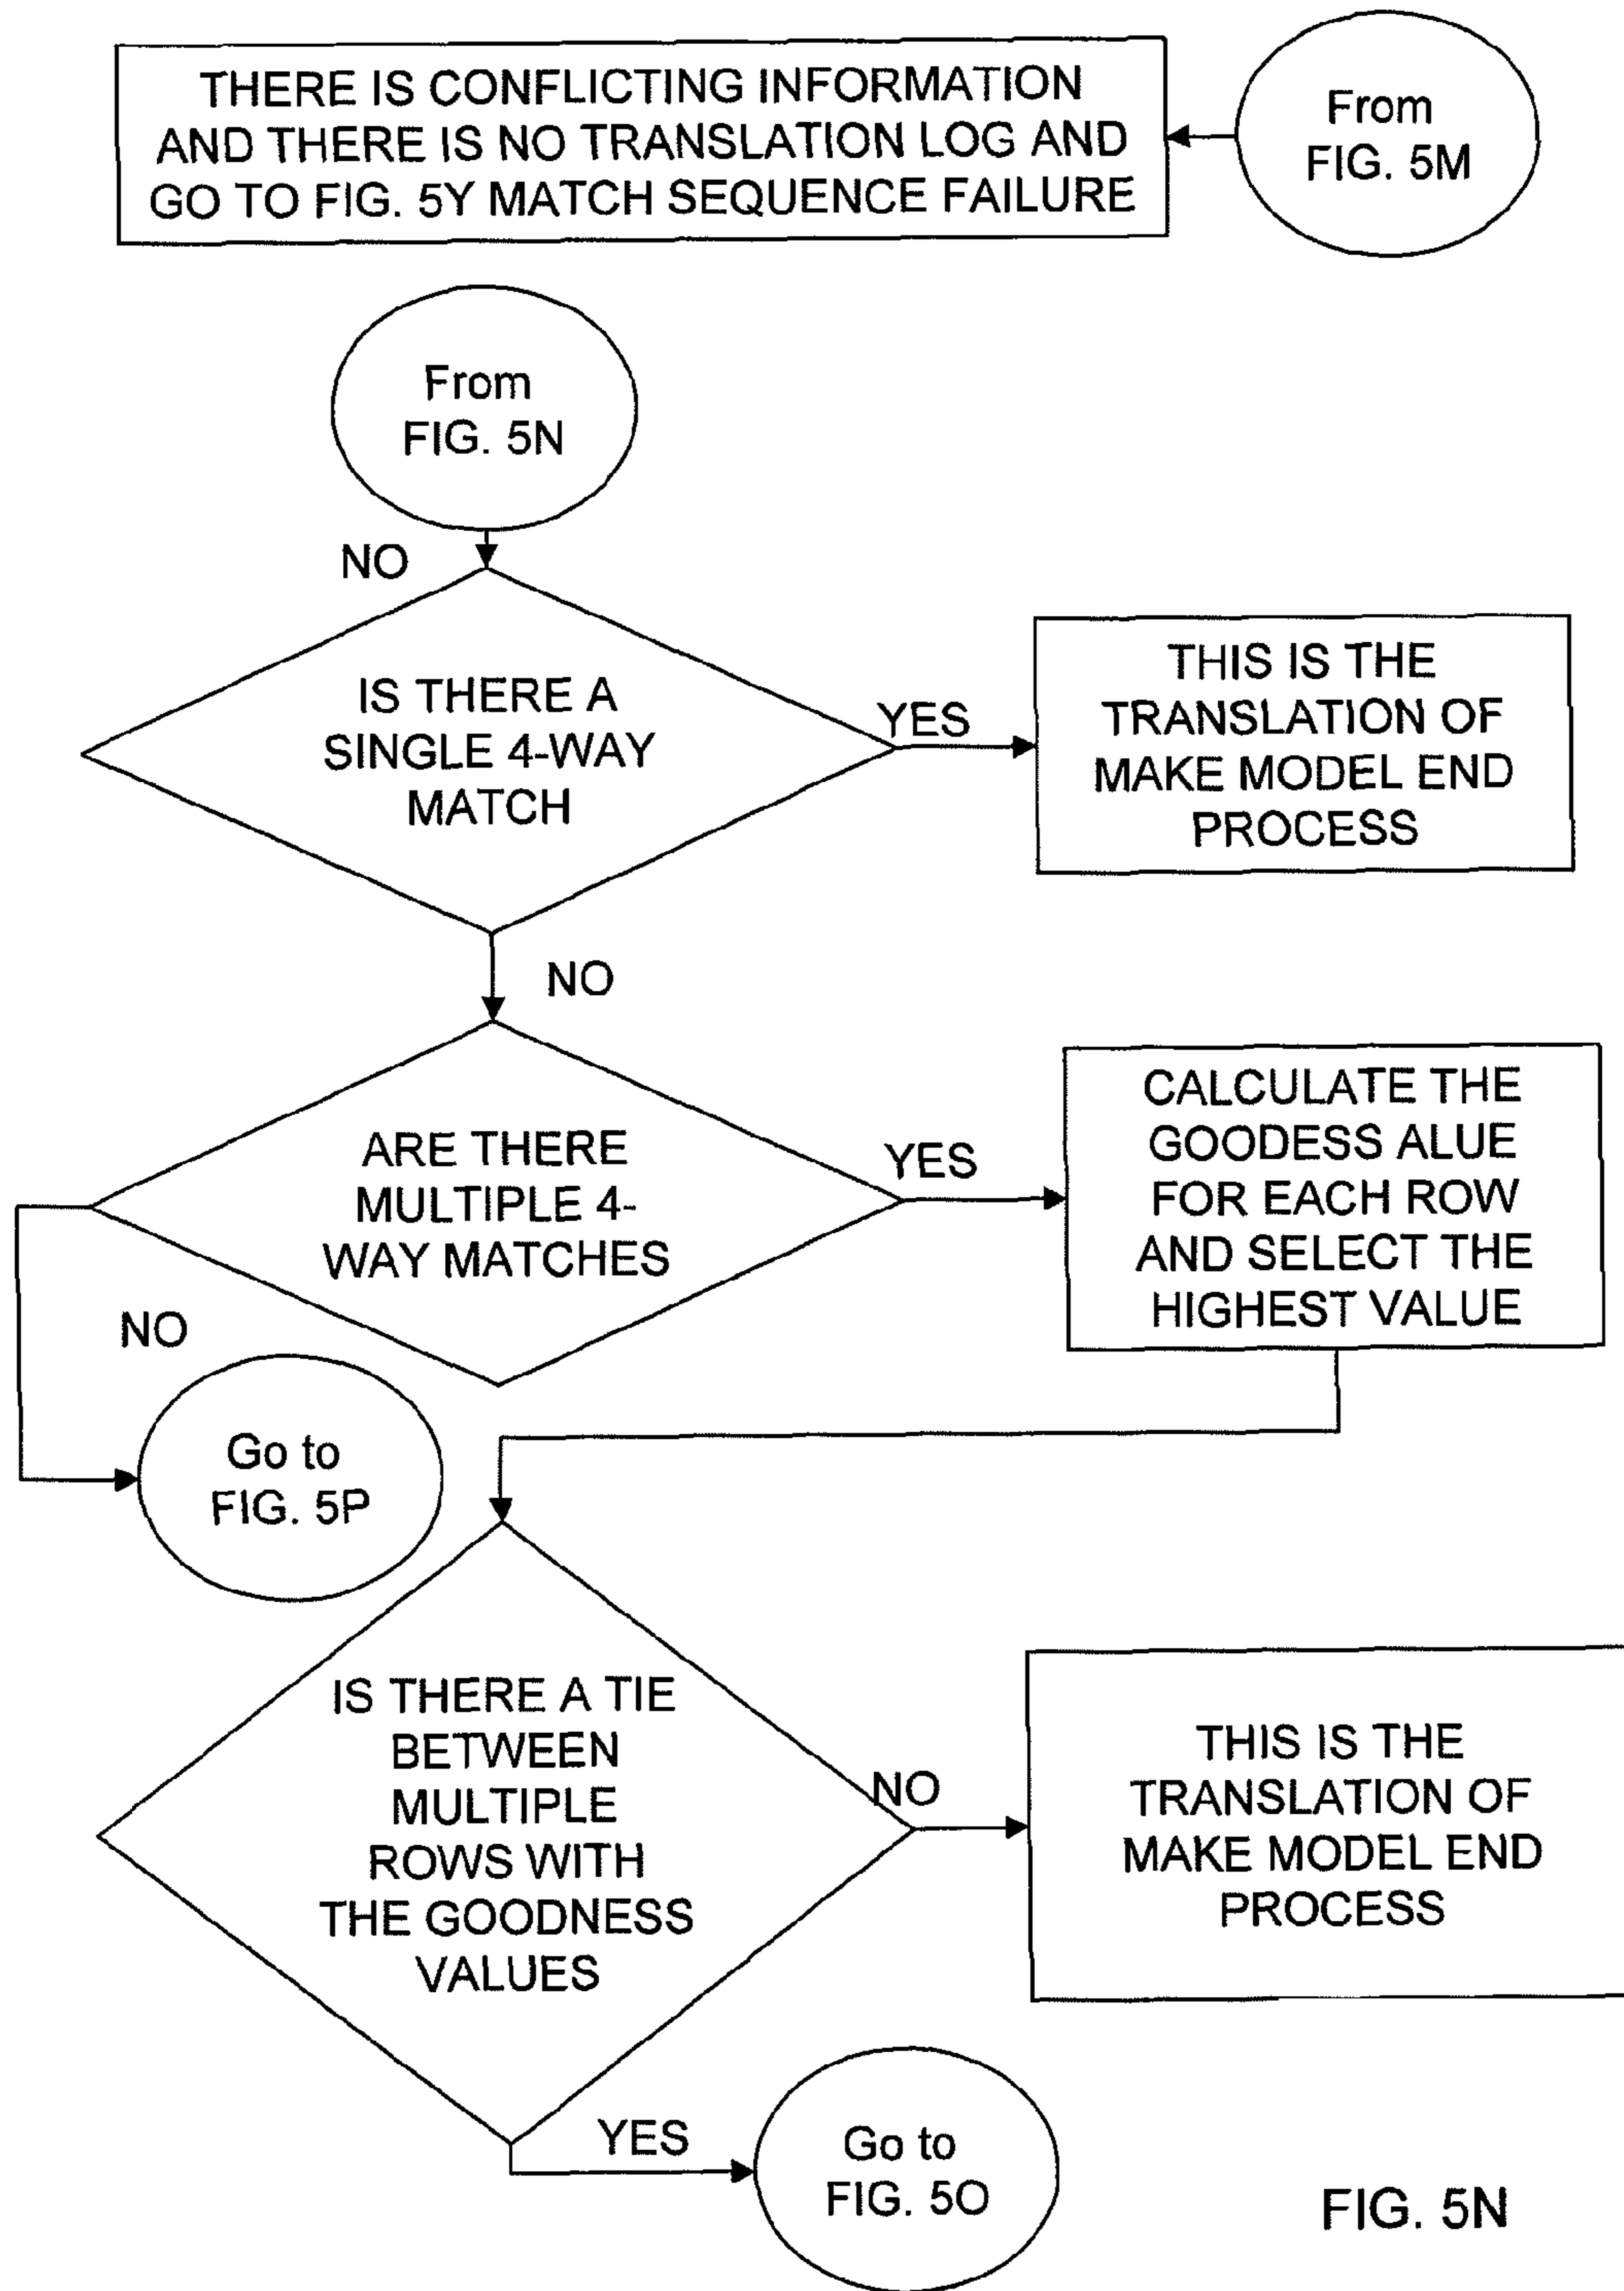 THERE IS CONFLICTING INFORMATION
AND THERE IS NO TRANSLATION LOG AND
GO TO FIG. 5Y MATCH SEQUENCE FAILURE
From
FIG. 5M
From
FIG. 5N
NO
IS THERE A
SINGLE 4-WAY
MATCH
YES
THIS IS THE
TRANSLATION OF
MAKE MODEL END
PROCESS
NO
ARE THERE
MULTIPLE 4-
WAY MATCHES
YES
CALCULATE THE
GOODESS ALUE
FOR EACH ROW
AND SELECT THE
HIGHEST VALUE
NO
Go to
FIG. 5P
IS THERE A TIE
BETWEEN
MULTIPLE
ROWS WITH
THE GOODNESS
VALUES
NO
THIS IS THE
TRANSLATION OF
MAKE MODEL END
PROCESS
YES
Go to
FIG. 5O
FIG. 5N